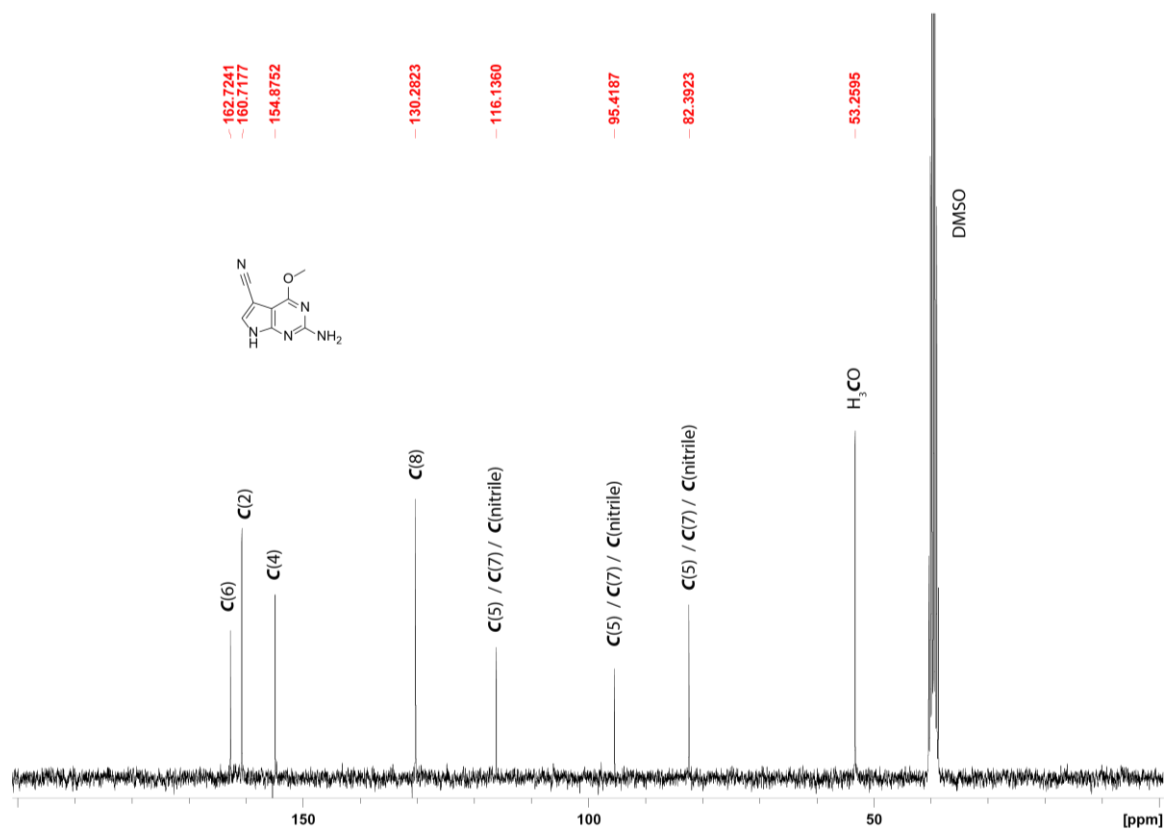 162.7241
160.7177
154.8752
130.2823
116.1360
95.4187
82.3923
53.2595
DMSO
N
O
N
N
H
N
NH₂
H₃CO
C(6)
C(2)
C(4)
C(8)
C(5) / C(7) / C(nitrile)
C(5) / C(7) / C(nitrile)
C(5) / C(7) / C(nitrile)
150
100
50
[ppm]